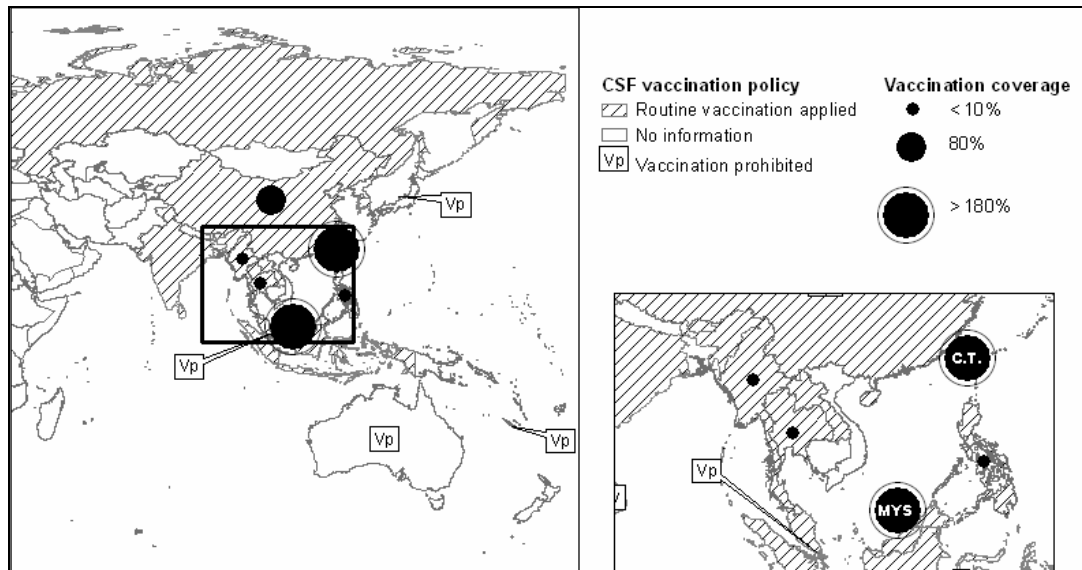 CSF vaccination policy
Routine vaccination applied
No information
Vp Vaccination prohibited
Vaccination coverage
<10%
80%
>180%
Vp
Vp
Vp
Vp
C.T.
Vp
MYS